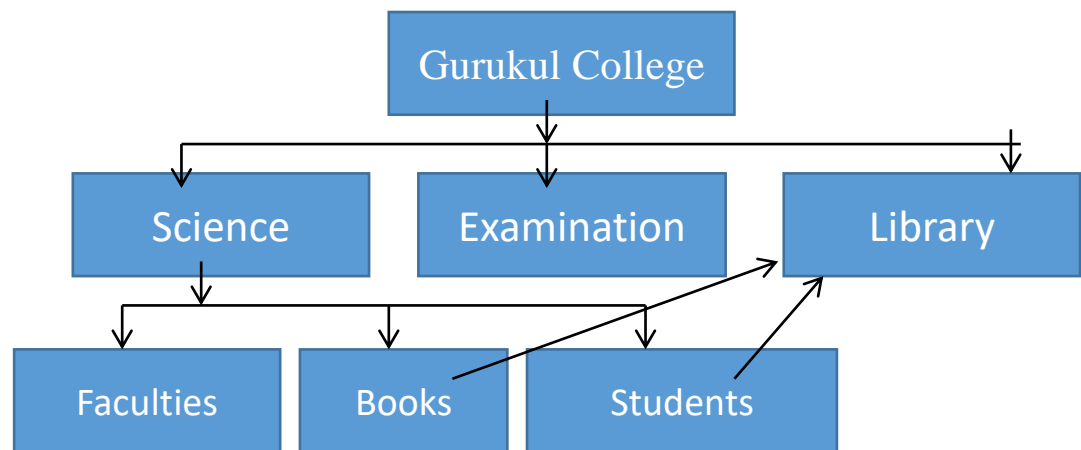 Gurukul College
Science
Examination
Library
Faculties
Books
Students